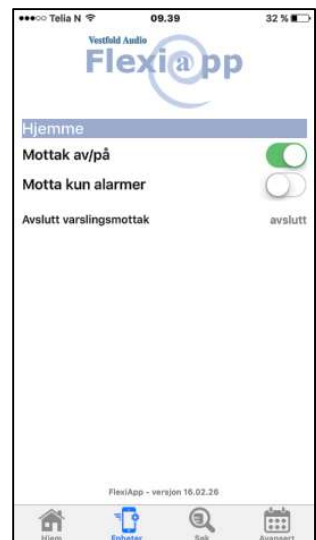 ●●●○○ Telia N 09.39 32 %
Vestfold Audio
Flexi@pp
Hjemme
Mottak av/på
Motta kun alarmer
Avslutt varslingsmottak avslutt
FlexiApp - versjon 16.02.26
Hjem Enheter Søk Avansert